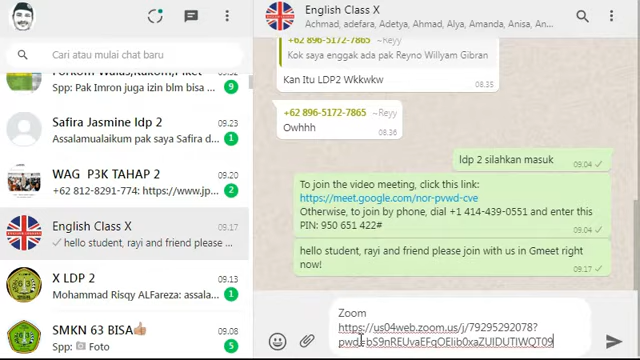 Cari atau mulai chat baru
Spp: Pak Imron juga izin blm bisa ...
9
Safira Jasmine ldp 2
09.23
Assalamualaikum pak saya Safira d...
1
WAG P3K TAHAP 2
09.20
+62 812-8291-774: https://www.jp...
2
English Class X
09.17
hello student, rayi and friend please ...
X LDP 2
09.13
Mohammad Risqy ALFareza: assala...
1
SMKN 63 BISA
09.08
Spp: Foto
5
English Class X
Achmad, adefara, Adetya, Ahmad, Alya, Amanda, Anisa, An...
+62 896-5172-7865 ~Reyy
Kok saya enggak ada pak Reyno Willyam Gibran
Kan Itu LDP2 Wkkwkw
08.35
+62 896-5172-7865 ~Reyy
Owhhh
08.36
ldp 2 silahkan masuk
09.04
To join the video meeting, click this link:
https://meet.google.com/nor-pvwd-cve
Otherwise, to join by phone, dial +1 414-439-0551 and enter this
PIN: 950 651 422#
09.04
hello student, rayi and friend please join with us in Gmeet right
now!
09.17
Zoom
https://us04web.zoom.us/j/79295292078?